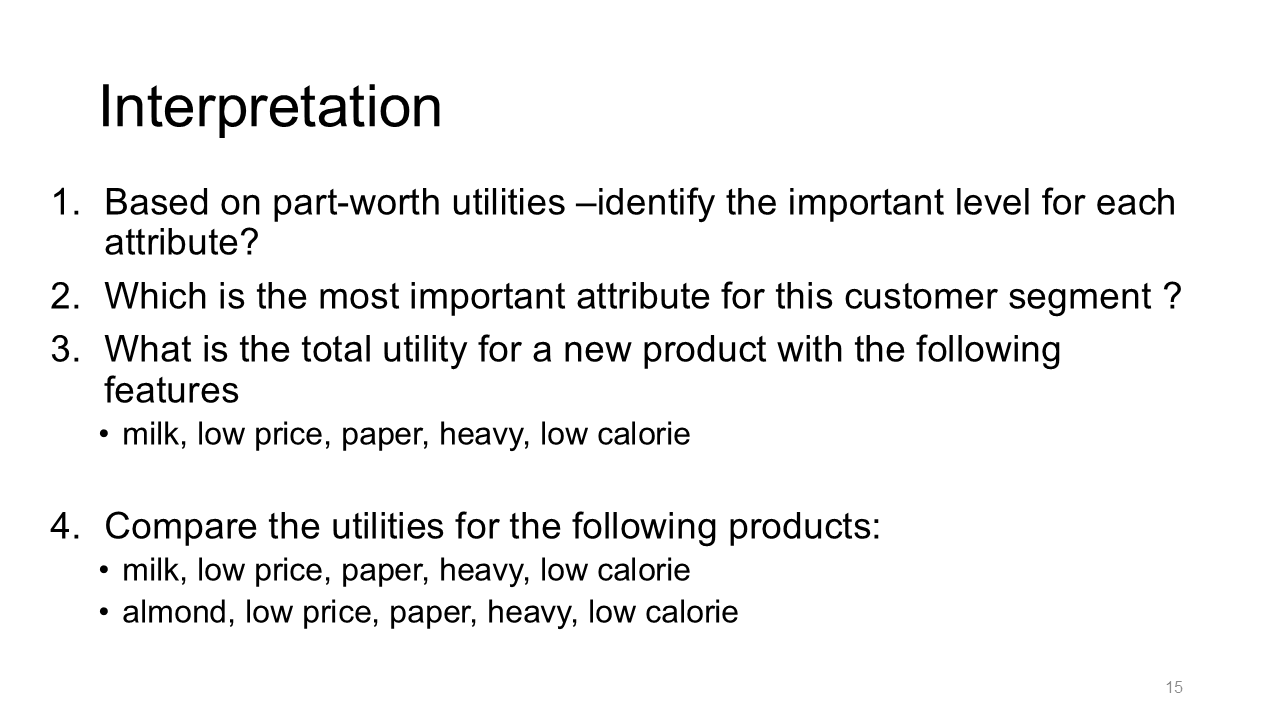 Interpretation
1. Based on part-worth utilities –identify the important level for each
attribute?
2. Which is the most important attribute for this customer segment ?
3. What is the total utility for a new product with the following
features
• milk, low price, paper, heavy, low calorie
4. Compare the utilities for the following products:
• milk, low price, paper, heavy, low calorie
• almond, low price, paper, heavy, low calorie
15